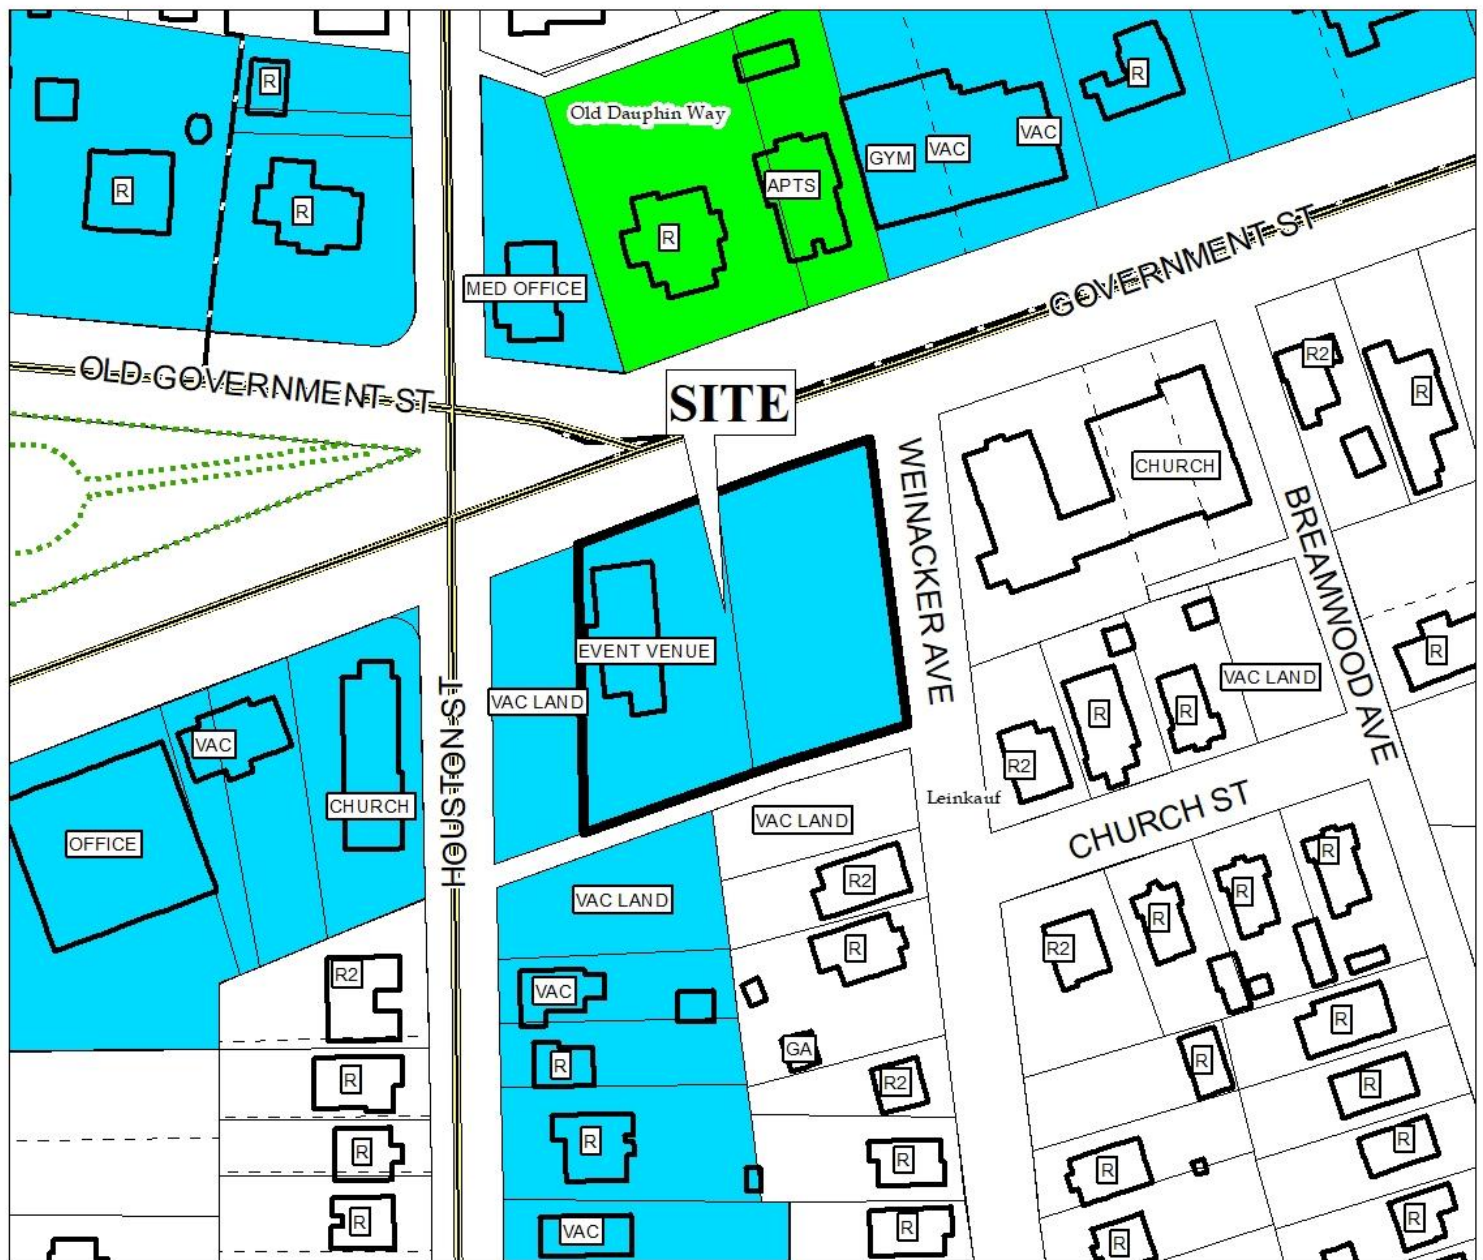 R
Old Dauphin Way
R
GYM
VAC
VAC
R
R
APTS
R
R
MED OFFICE
GOVERNMENT ST
OLD GOVERNMENT ST
SITE
R2
R
WEINACKER AVE
CHURCH
BREAMWOOD AVE
EVENT VENUE
VAC LAND
R
VAC LAND
R
R
R2
HOUSTON ST
VAC
CHURCH
OFFICE
Leinkauf
VAC LAND
CHURCH ST
R2
VAC LAND
R
R
R
R2
R
R2
VAC
R
GA
R
R
R
R2
R
R
R
R
R
R
R
R
VAC
R
R
R